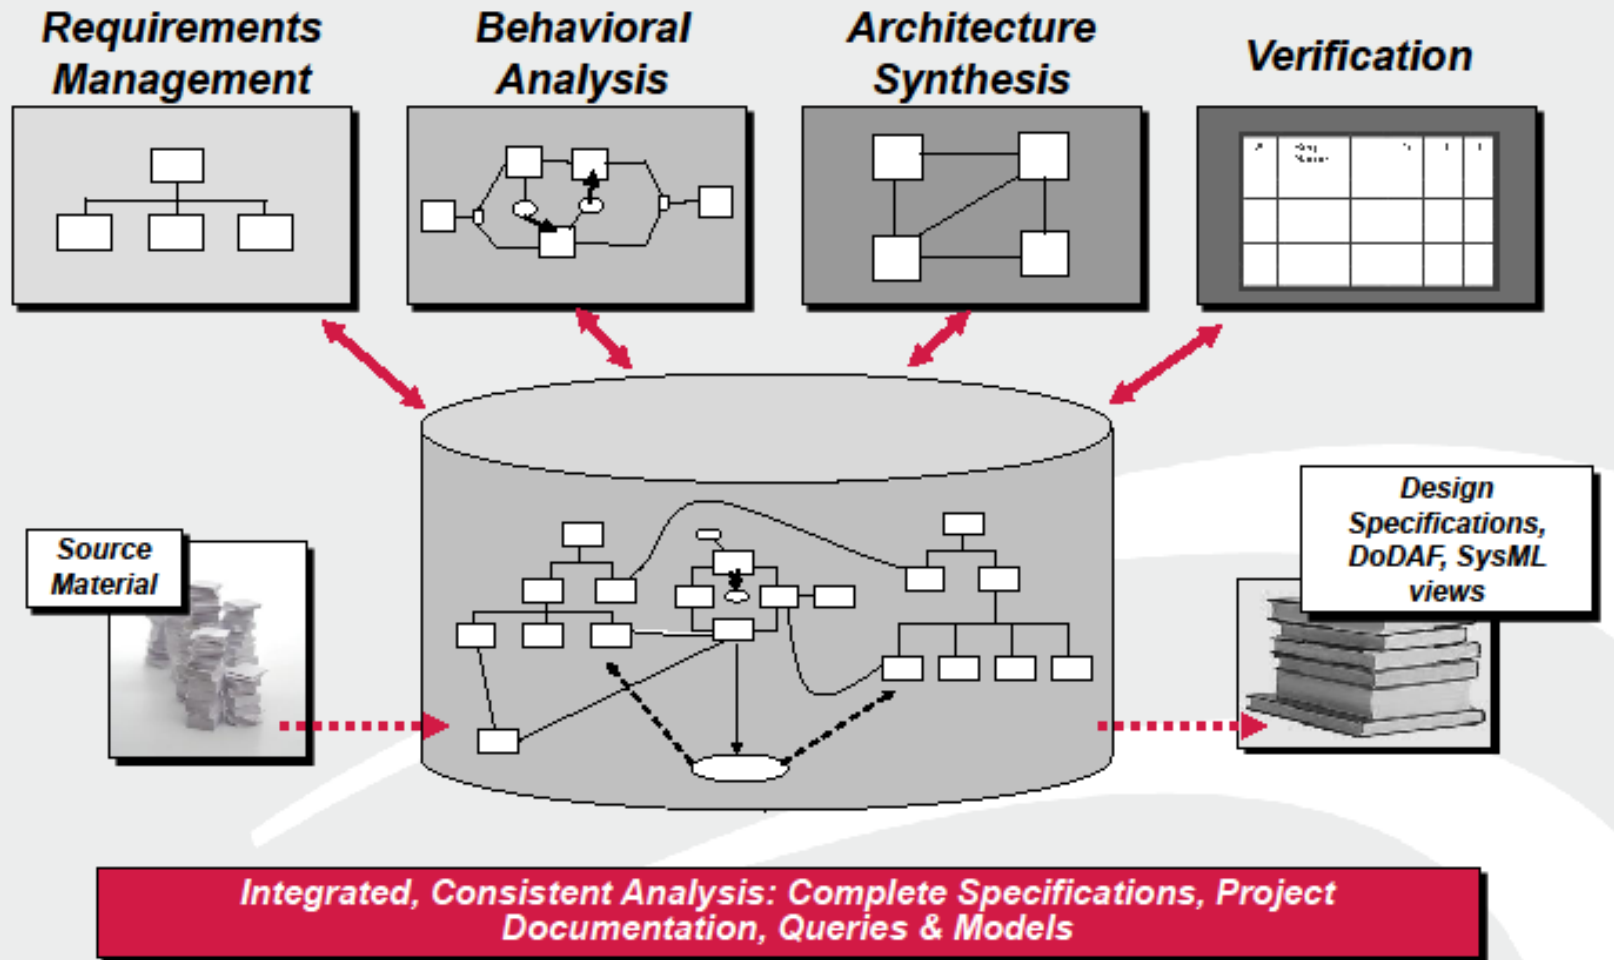 Requirements
Management
Behavioral
Analysis
Architecture
Synthesis
Verification
Source
Material
Design
Specifications,
DoDAF, SysML
views
Integrated, Consistent Analysis: Complete Specifications, Project
Documentation, Queries & Models